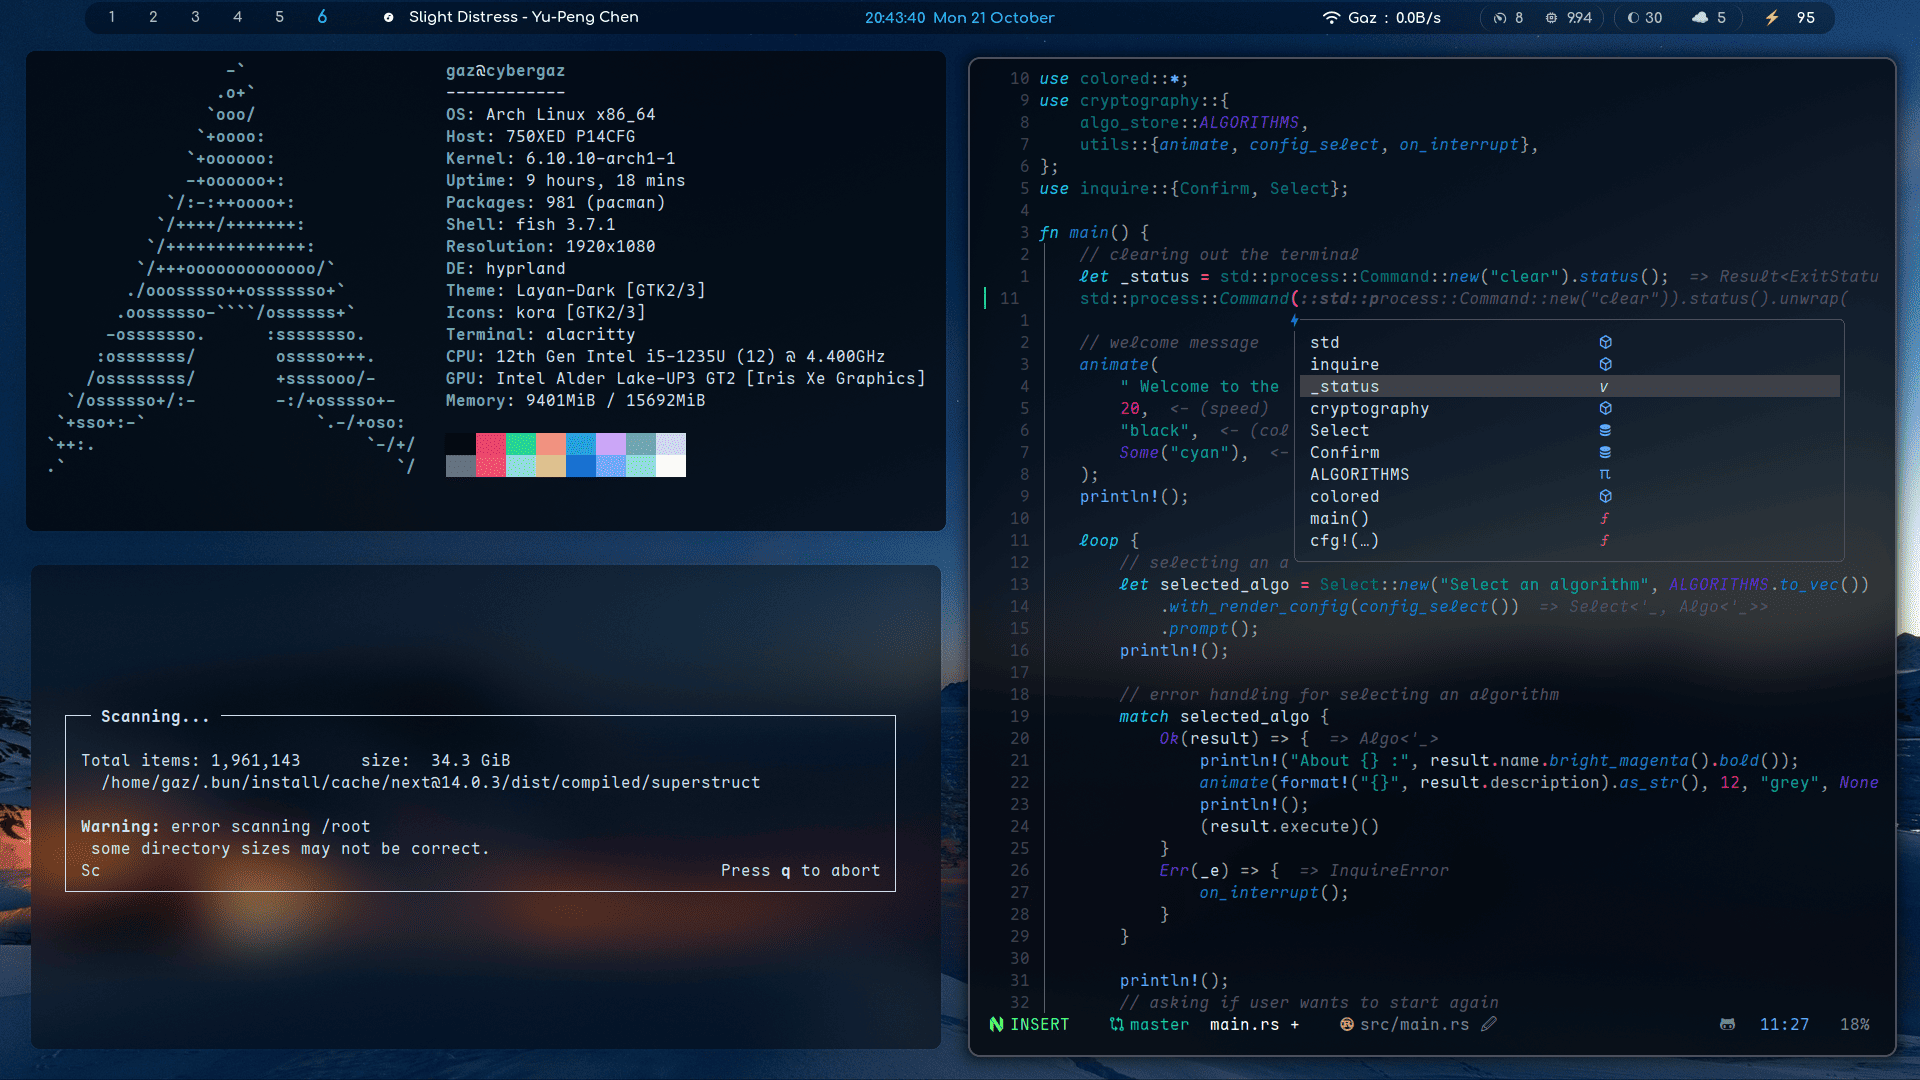 1 2 3 4 5 6 Slight Distress - Yu-Peng Chen 20:43:40 Mon 21 October Gaz : 0.0B/s 8 994 30 5 95
-`
.o+`
`ooo/
`+oooo:
`+oooooo:
-+oooooo+:
`/:-:++oooo+:
`/++++/+++++++:
`/++++++++++++++:
`/+++ooooooooooooo/`
./ooosssso++osssssso+`
.oossssso-````/ossssss+`
-osssssso. :ssssssso.
:osssssss/ osssso+++.
/ossssssss/ +ssssooo/-
`/ossssso+/:- -:/+osssso+-
`+sso+:-` `.-/+oso:
`++:. `-/+/
.` `/
gaz@cybergaz
------------
OS: Arch Linux x86_64
Host: 750XED P14CFG
Kernel: 6.10.10-arch1-1
Uptime: 9 hours, 18 mins
Packages: 981 (pacman)
Shell: fish 3.7.1
Resolution: 1920x1080
DE: hyprland
Theme: Layan-Dark [GTK2/3]
Icons: kora [GTK2/3]
Terminal: alacritty
CPU: 12th Gen Intel i5-1235U (12) @ 4.400GHz
GPU: Intel Alder Lake-UP3 GT2 [Iris Xe Graphics]
Memory: 9401MiB / 15692MiB
Scanning...
Total items: 1,961,143 size: 34.3 GiB
/home/gaz/.bun/install/cache/next@14.0.3/dist/compiled/superstruct
Warning: error scanning /root
some directory sizes may not be correct.
Sc Press q to abort
10 use colored::*;
9 use cryptography::{
8 algo_store::ALGORITHMS,
7 utils::{animate, config_select, on_interrupt},
6 };
5 use inquire::{Confirm, Select};
4
3 fn main() {
2 // clearing out the terminal
1 let _status = std::process::Command::new("clear").status(); => Result<ExitStatu
11 std::process::Command(::std::process::Command::new("clear")).status().unwrap(
1
2 // welcome message
3 animate(
4 " Welcome to the
5 20, <- (speed)
6 "black", <- (col
7 Some("cyan"), <-
8 );
9 println!();
10
11 loop {
12 // selecting an a
std
inquire
_status v
cryptography
Select
Confirm
ALGORITHMS π
colored
main() f
cfg!(…) f
13 let selected_algo = Select::new("Select an algorithm", ALGORITHMS.to_vec())
14 .with_render_config(config_select()) => Select<'_, Algo<'_>>
15 .prompt();
16 println!();
17
18 // error handling for selecting an algorithm
19 match selected_algo {
20 Ok(result) => { => Algo<'_>
21 println!("About {} :", result.name.bright_magenta().bold());
22 animate(format!("{}", result.description).as_str(), 12, "grey", None
23 println!();
24 (result.execute)()
25 }
26 Err(_e) => { => InquireError
27 on_interrupt();
28 }
29 }
30
31 println!();
32 // asking if user wants to start again
INSERT master main.rs + src/main.rs 11:27 18%